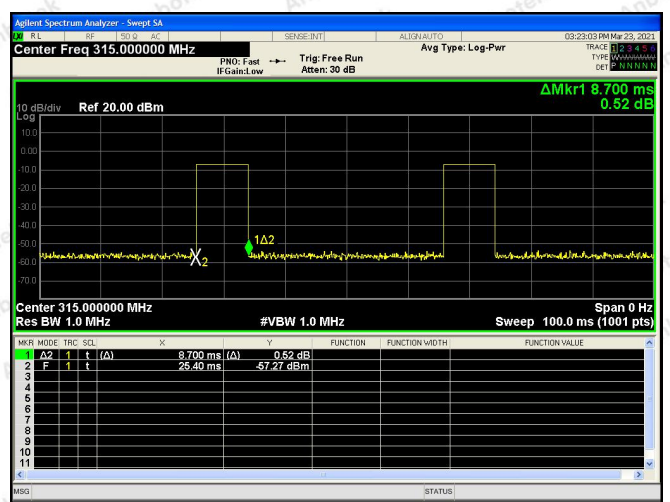 Agilent Spectrum Analyzer - Swept SA
LXI RL RF 50 Ω AC SENSE:INT ALIGN AUTO 03:23:03 PM Mar 23, 2021
Center Freq 315.000000 MHz Avg Type: Log-Pwr TRACE 1 2 3 4 5 6
PNO: Fast Trig: Free Run TYPE W
IFGain:Low Atten: 30 dB DET P N N N N N
ΔMkr1 8.700 ms
0.52 dB
10 dB/div Ref 20.00 dBm
Log
10.0
0.00
-10.0
-20.0
-30.0
-40.0
-50.0
-60.0
-70.0
1Δ2
2
Center 315.000000 MHz Span 0 Hz
Res BW 1.0 MHz #VBW 1.0 MHz Sweep 100.0 ms (1001 pts)
MKR MODE TRC SCL X Y FUNCTION FUNCTION WIDTH FUNCTION VALUE
1 Δ2 1 t (Δ) 8.700 ms (Δ) 0.52 dB
2 F 1 t 25.40 ms -57.27 dBm
3
4
5
6
7
8
9
10
11
MSG STATUS